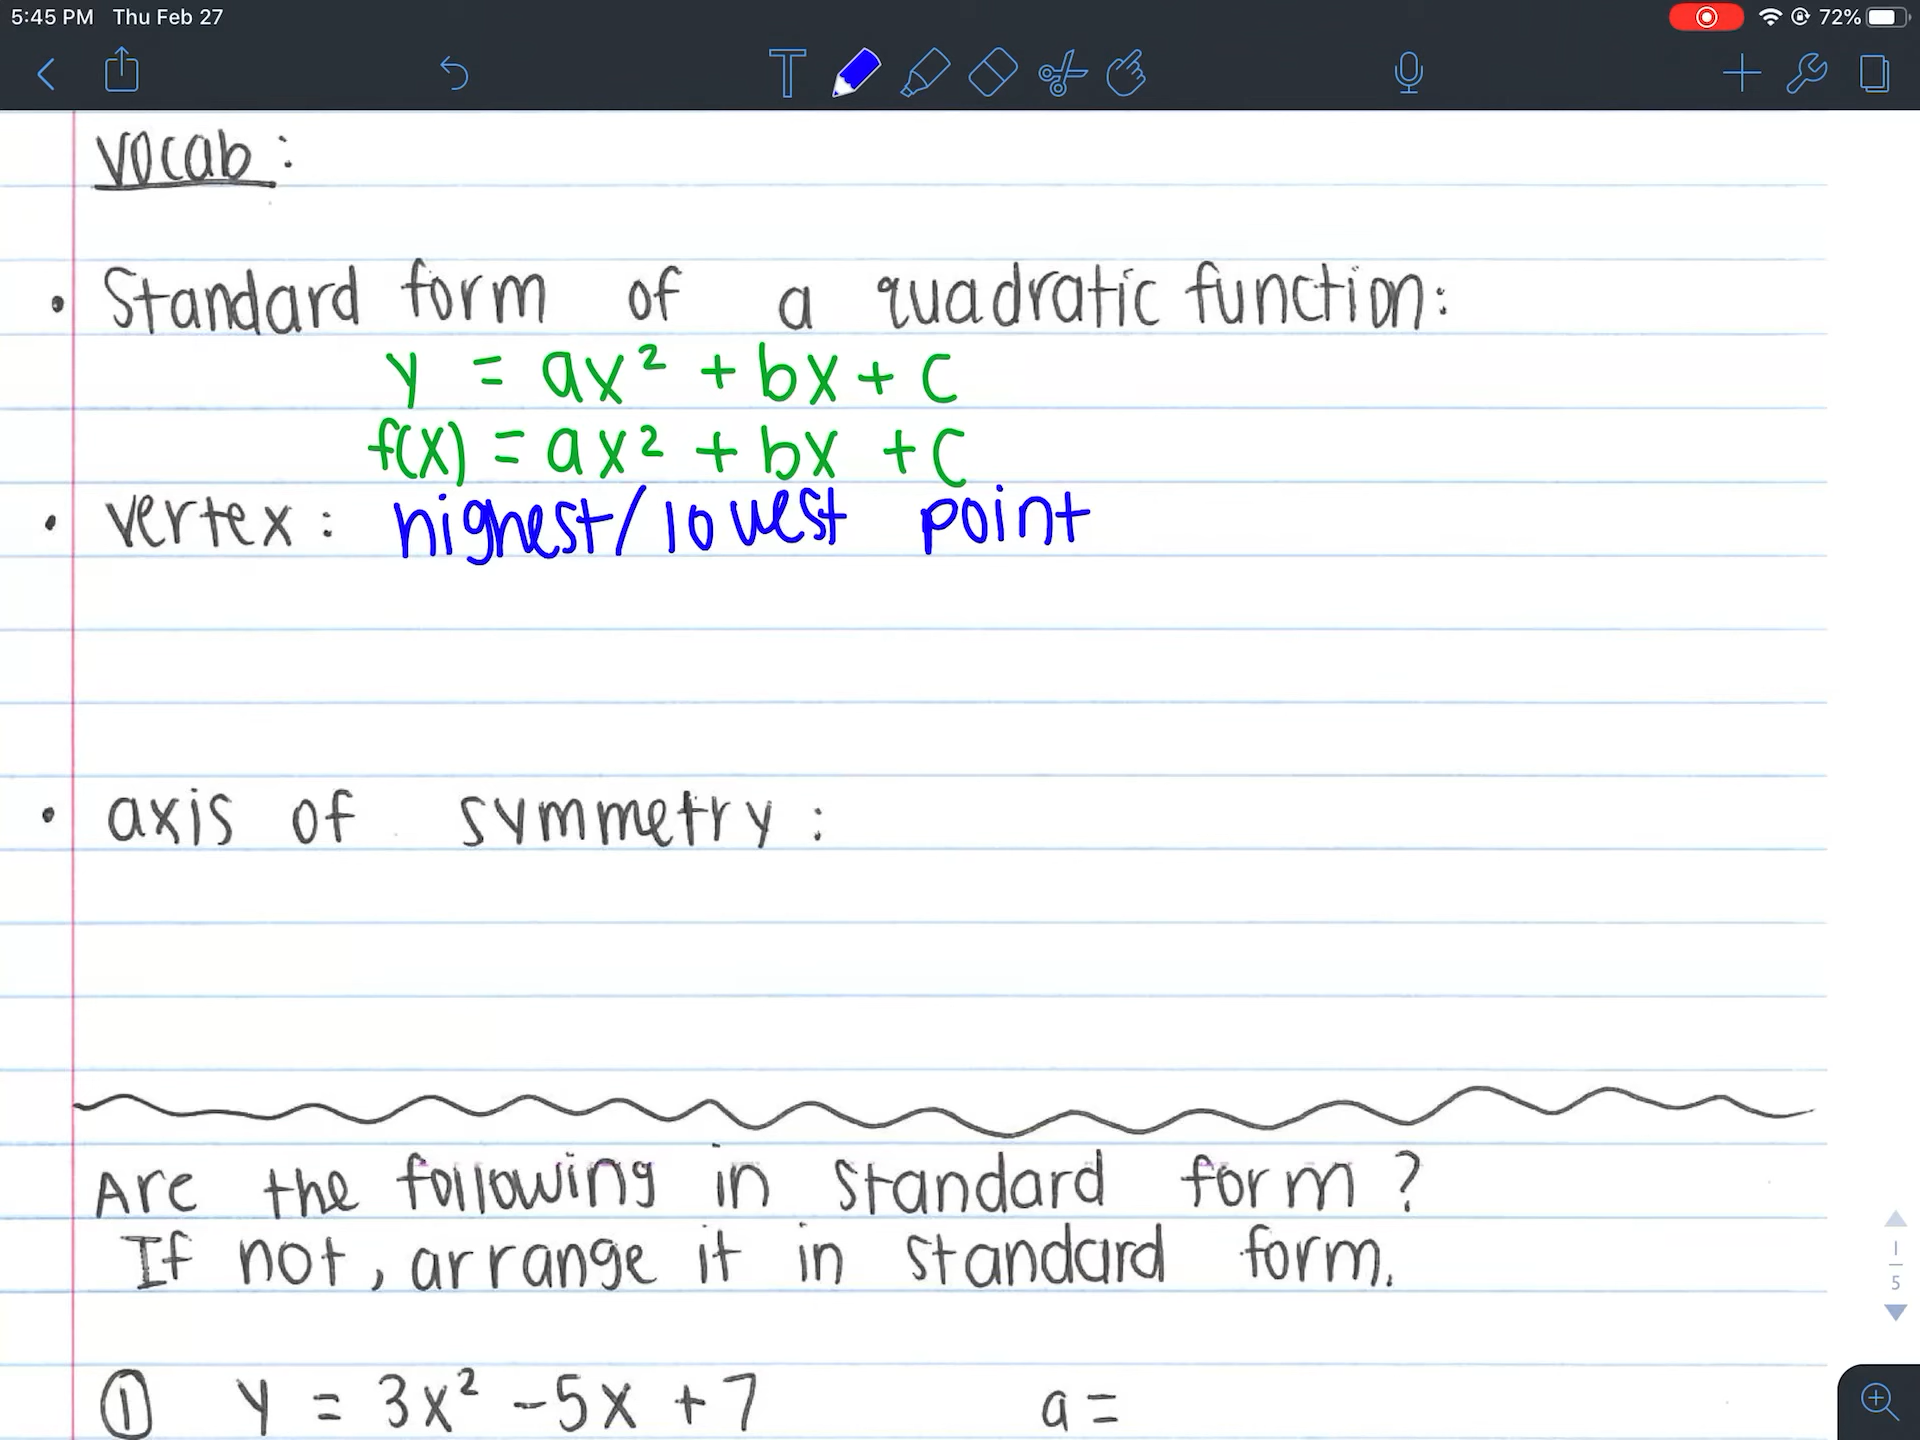 5:45 PM Thu Feb 27 72%
vocab:
• Standard form of a quadratic function:
y = ax² + bx + c
f(x) = ax² + bx + c
• vertex: highest/lowest point
• axis of symmetry:
Are the following in standard form?
If not, arrange it in standard form.
① y = 3x² - 5x + 7 a =
1
5